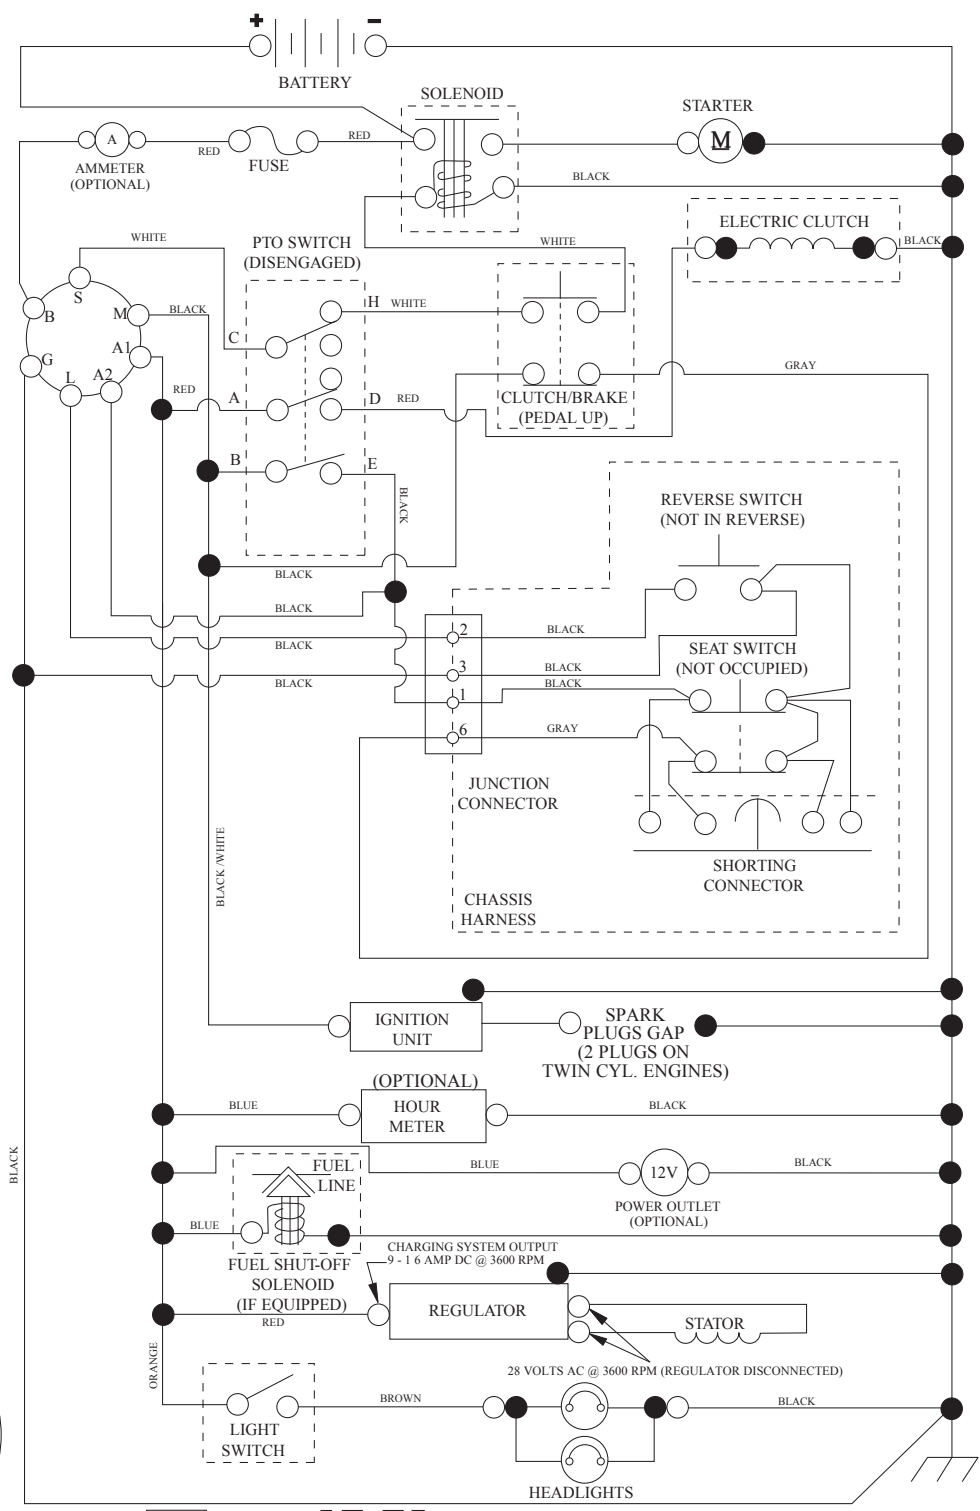 + -
BATTERY
SOLENOID
STARTER
M
A
RED
FUSE
RED
AMMETER
(OPTIONAL)
BLACK
ELECTRIC CLUTCH
BLACK
WHITE
PTO SWITCH
(DISENGAGED)
WHITE
S
B
M
BLACK
G
A1
L
A2
C
H
WHITE
RED
A
D
RED
B
E
BLACK
CLUTCH/BRAKE
(PEDAL UP)
GRAY
REVERSE SWITCH
(NOT IN REVERSE)
BLACK
BLACK
BLACK
BLACK
2
BLACK
3
BLACK
BLACK
1
6
GRAY
SEAT SWITCH
(NOT OCCUPIED)
JUNCTION
CONNECTOR
SHORTING
CONNECTOR
CHASSIS
HARNESS
BLACK /WHITE
IGNITION
UNIT
SPARK
PLUGS GAP
(2 PLUGS ON
TWIN CYL. ENGINES)
(OPTIONAL)
HOUR
METER
BLUE
BLACK
BLACK
FUEL
LINE
BLUE
12V
BLACK
POWER OUTLET
(OPTIONAL)
BLUE
FUEL SHUT-OFF
SOLENOID
(IF EQUIPPED)
CHARGING SYSTEM OUTPUT
9 - 1 6 AMP DC @ 3600 RPM
RED
REGULATOR
STATOR
28 VOLTS AC @ 3600 RPM (REGULATOR DISCONNECTED)
ORANGE
LIGHT
SWITCH
BROWN
BLACK
HEADLIGHTS